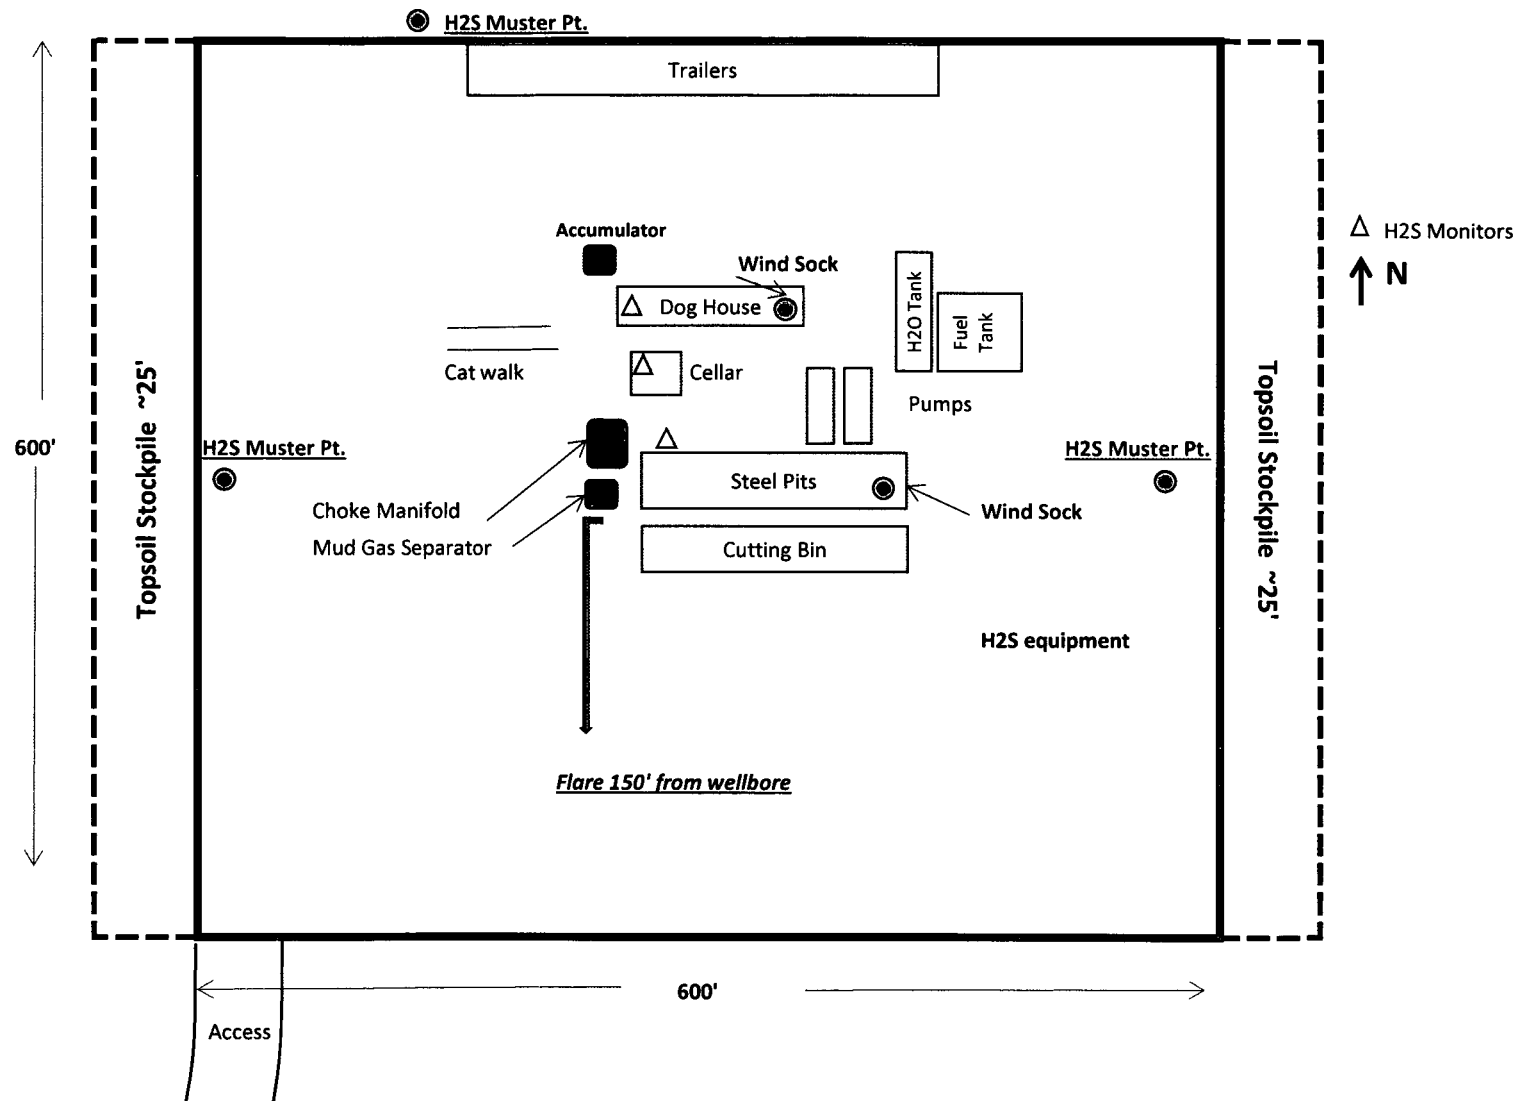 H2S Muster Pt.
Trailers
Accumulator
Wind Sock
Dog House
H2O Tank
Fuel
Tank
H2S Monitors
N
Cat walk
Cellar
Pumps
600'
Topsoil Stockpile ~25'
H2S Muster Pt.
H2S Muster Pt.
Topsoil Stockpile ~25'
Steel Pits
Choke Manifold
Wind Sock
Mud Gas Separator
Cutting Bin
H2S equipment
Flare 150' from wellbore
600'
Access